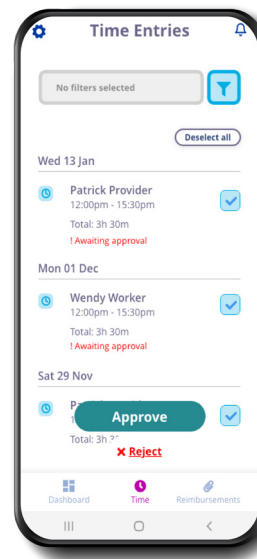 Time Entries
No filters selected
Deselect all
Wed 13 Jan
Patrick Provider
12:00pm - 15:30pm
Total: 3h 30m
! Awaiting approval
Mon 01 Dec
Wendy Worker
12:00pm - 15:30pm
Total: 3h 30m
! Awaiting approval
Sat 29 Nov
Approve
Total: 3h
Reject
Dashboard
Time
Reimbursements